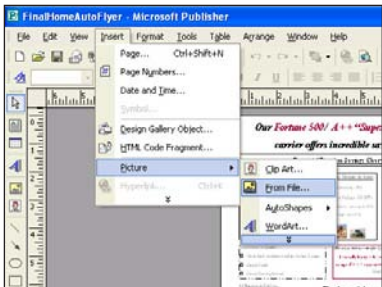 FinalHomeAutoFlyer - Microsoft Publisher
File Edit View Insert Format Tools Table Arrange Window Help
Page... Ctrl+Shift+N
Page Numbers...
Date and Time...
Symbol...
Design Gallery Object...
HTML Code Fragment...
Picture
Hyperlink... Ctrl+K
Clip Art...
From File...
AutoShapes
WordArt...
Our Fortune 500/ A++ "Supe
carrier offers incredible sav